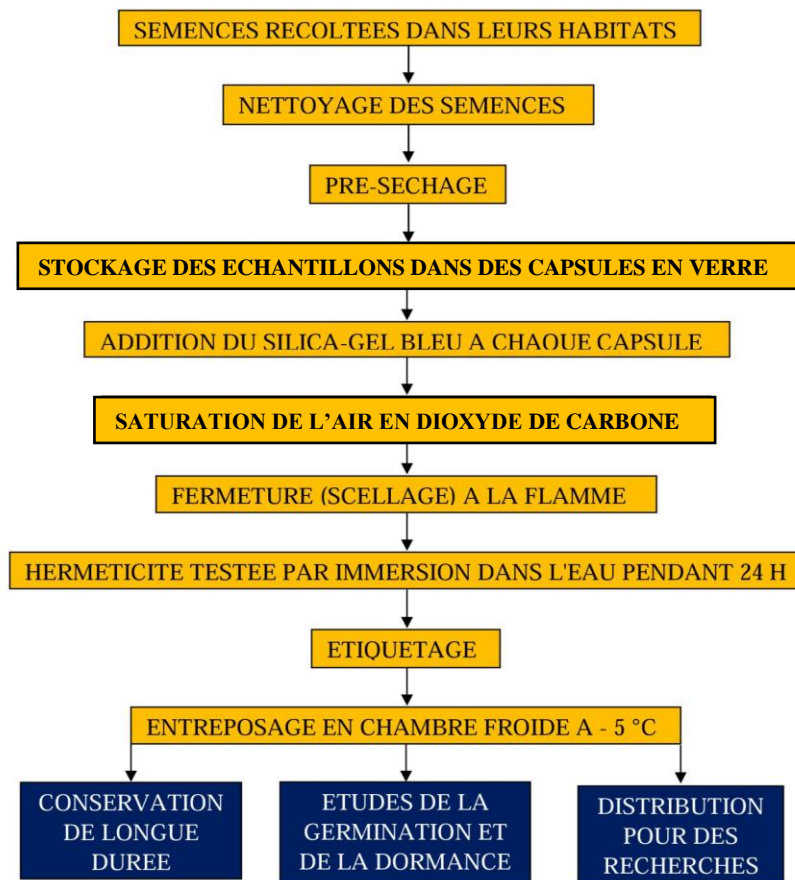 SEMENCES RECOLTEES DANS LEURS HABITATS
NETTOYAGE DES SEMENCES
PRE-SECHAGE
STOCKAGE DES ECHANTILLONS DANS DES CAPSULES EN VERRE
ADDITION DU SILICA-GEL BLEU A CHAQUE CAPSULE
SATURATION DE L’AIR EN DIOXYDE DE CARBONE
FERMETURE (SCELLAGE) A LA FLAMME
HERMETICITE TESTEE PAR IMMERSION DANS L'EAU PENDANT 24 H
ETIQUETAGE
ENTREPOSAGE EN CHAMBRE FROIDE A - 5 °C
CONSERVATION
DE LONGUE
DUREE
ETUDES DE LA
GERMINATION ET
DE LA DORMANCE
DISTRIBUTION
POUR DES
RECHERCHES